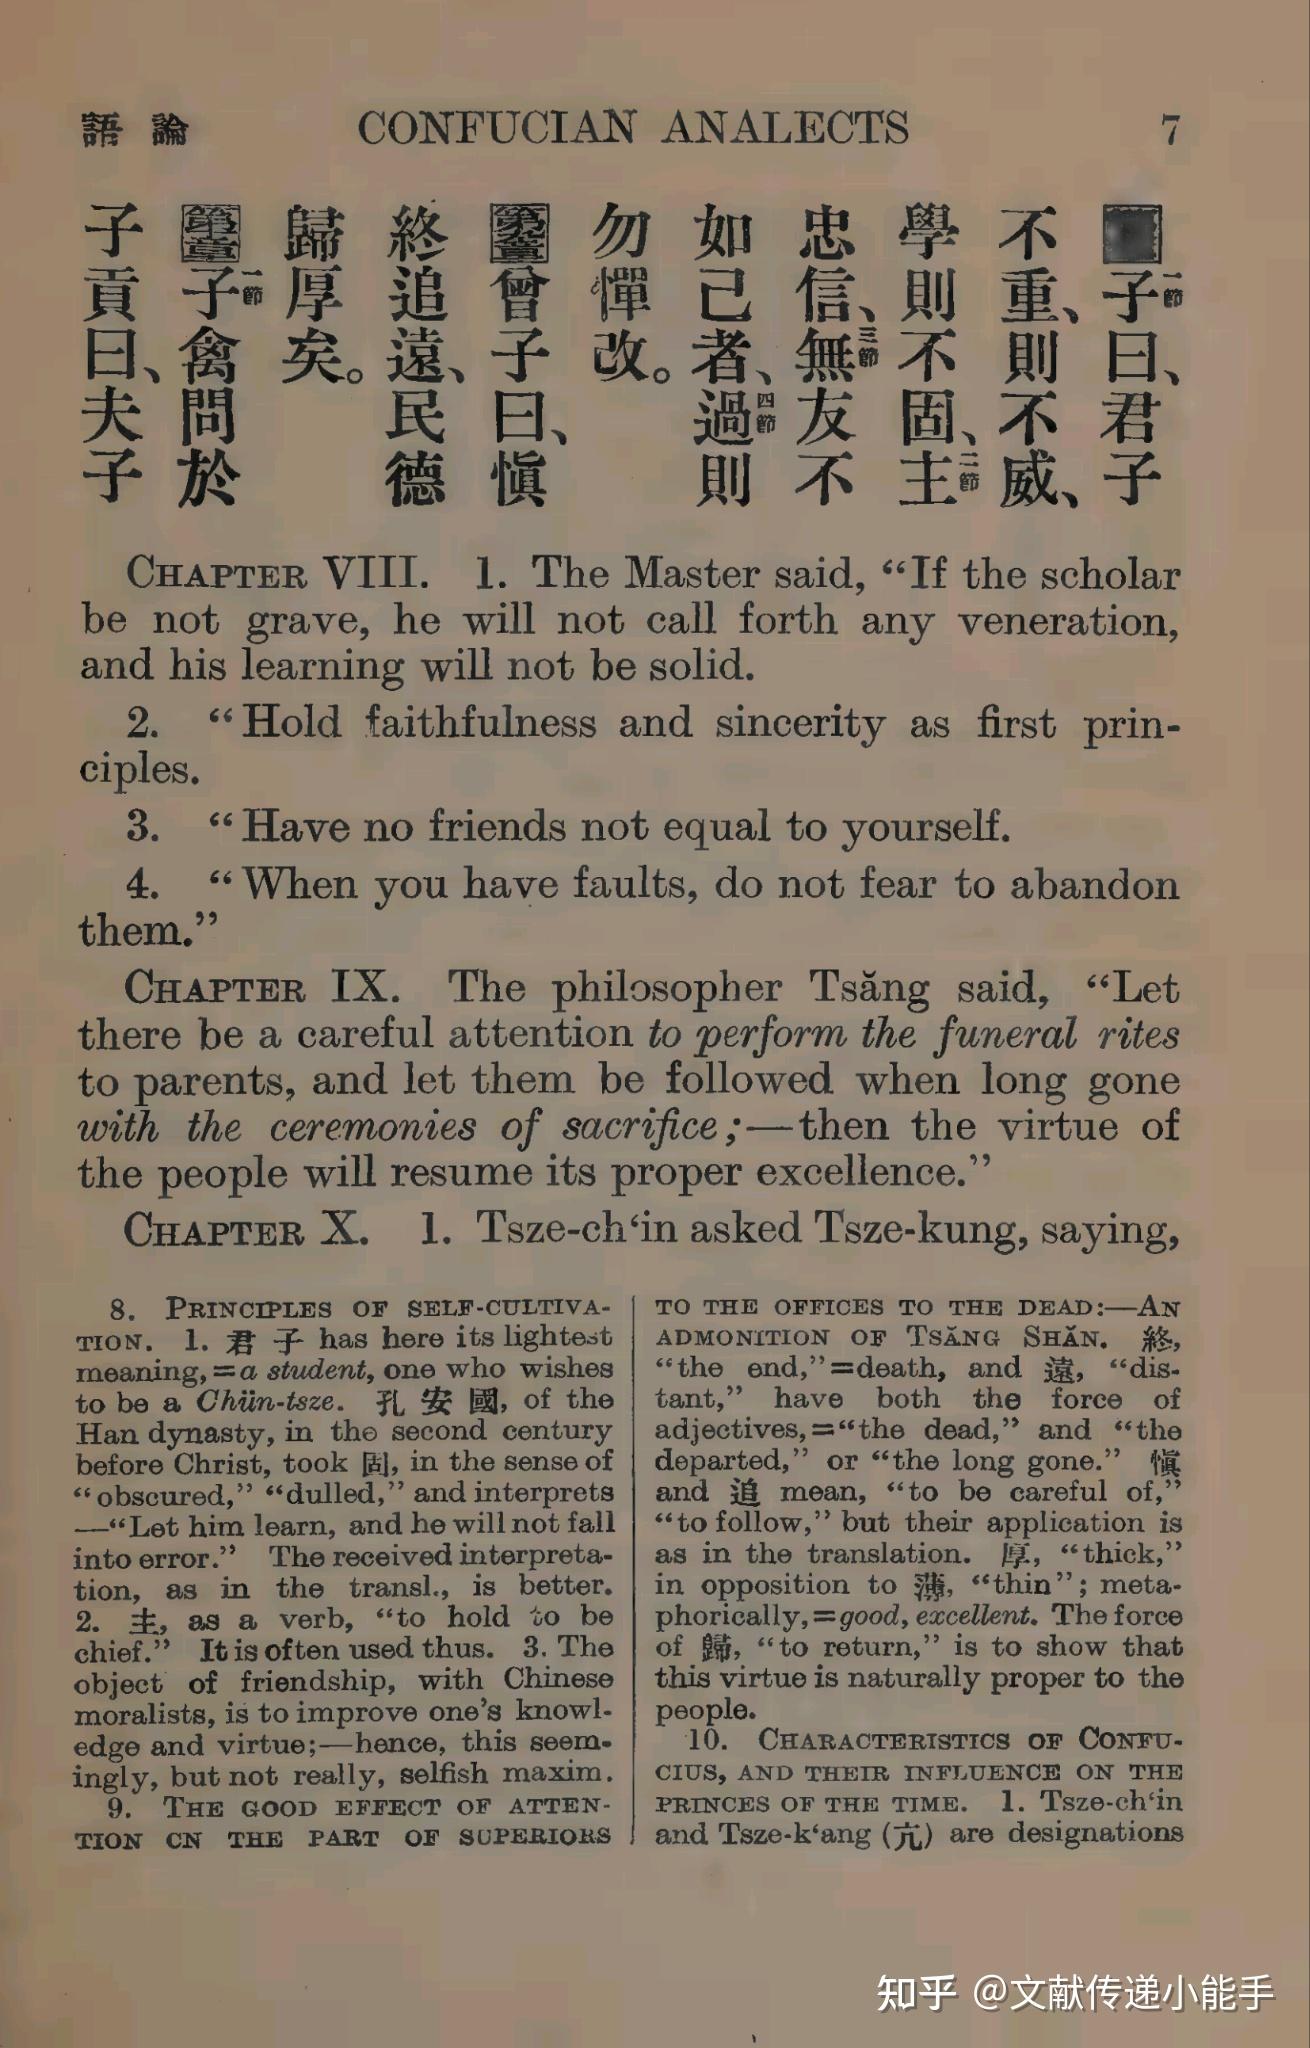 語論 CONFUCIAN ANALECTS 7
子曰、君子
不重、則不威、
學則不固、主
忠信、無友不
如己者、過則
勿憚改。
第九章曾子曰、愼
終追遠、民德
歸厚矣。
子禽問於
子貢曰、夫子
一節
二節
三節
四節
一節
CHAPTER VIII. 1. The Master said, “If the scholar
be not grave, he will not call forth any veneration,
and his learning will not be solid.
2. “Hold faithfulness and sincerity as first prin-
ciples.
3. “Have no friends not equal to yourself.
4. “When you have faults, do not fear to abandon
them.”
CHAPTER IX. The philosopher Tsăng said, “Let
there be a careful attention to perform the funeral rites
to parents, and let them be followed when long gone
with the ceremonies of sacrifice;—then the virtue of
the people will resume its proper excellence.”
CHAPTER X. 1. Tsze-ch‘in asked Tsze-kung, saying,
8. PRINCIPLES OF SELF-CULTIVA-
TION. 1. 君子 has here its lightest
meaning,=a student, one who wishes
to be a Chün-tsze. 孔安國, of the
Han dynasty, in the second century
before Christ, took 固, in the sense of
“obscured,” “dulled,” and interprets
—“Let him learn, and he will not fall
into error.” The received interpreta-
tion, as in the transl., is better.
2. 主, as a verb, “to hold to be
chief.” It is often used thus. 3. The
object of friendship, with Chinese
moralists, is to improve one’s knowl-
edge and virtue;—hence, this seem-
ingly, but not really, selfish maxim.
9. THE GOOD EFFECT OF ATTEN-
TION ON THE PART OF SUPERIORS
TO THE OFFICES TO THE DEAD:—AN
ADMONITION OF TSĂNG SHĂN. 終,
“the end,”=death, and 遠, “dis-
tant,” have both the force of
adjectives,=“the dead,” and “the
departed,” or “the long gone.” 愼
and 追 mean, “to be careful of,”
“to follow,” but their application is
as in the translation. 厚, “thick,”
in opposition to 薄, “thin”; meta-
phorically,=good, excellent. The force
of 歸, “to return,” is to show that
this virtue is naturally proper to the
people.
10. CHARACTERISTICS OF CONFU-
CIUS, AND THEIR INFLUENCE ON THE
PRINCES OF THE TIME. 1. Tsze-ch‘in
and Tsze-k‘ang (亢) are designations
知乎 @文献传递小能手